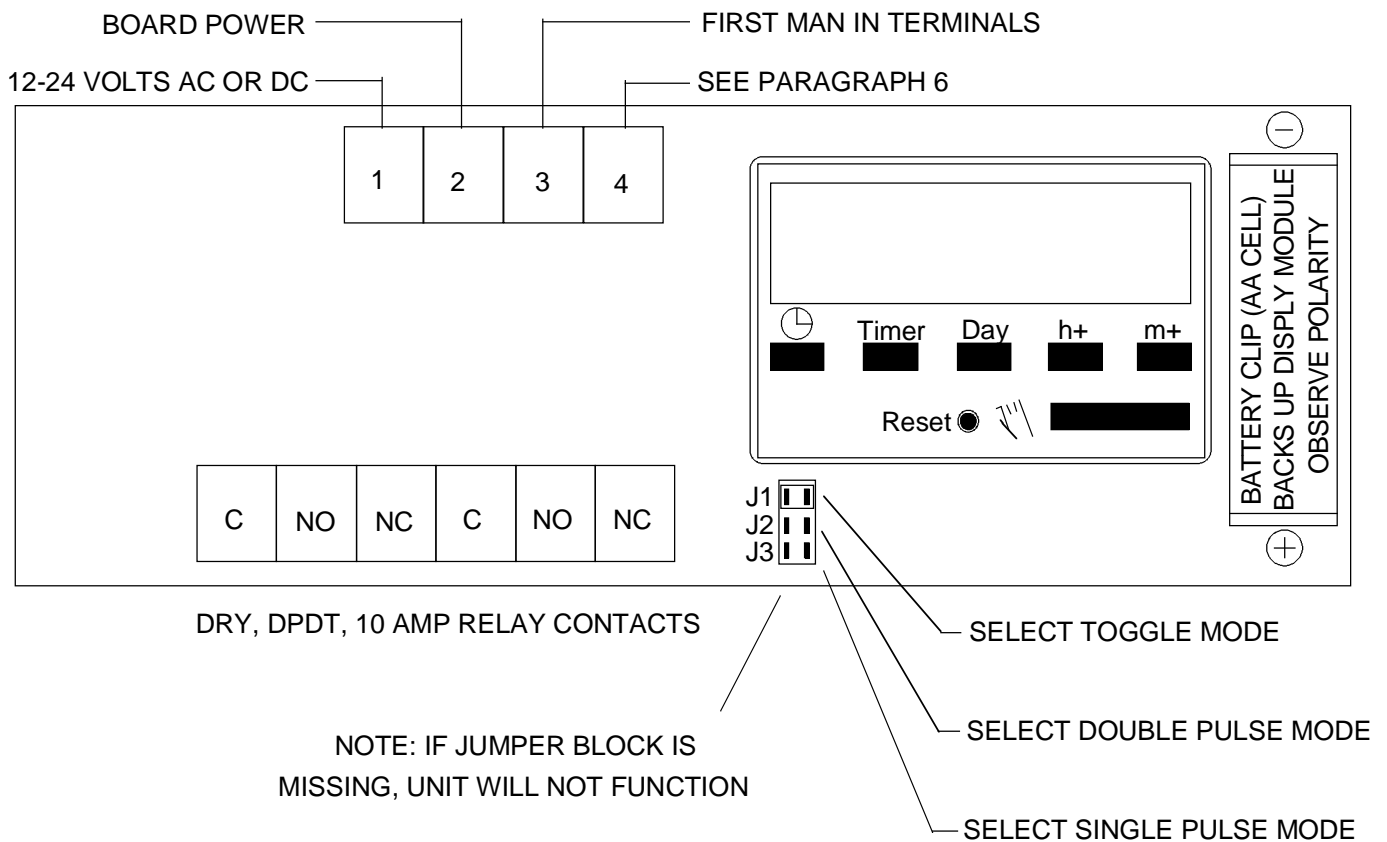 BOARD POWER
FIRST MAN IN TERMINALS
12-24 VOLTS AC OR DC
SEE PARAGRAPH 6
1 2 3 4
Timer Day h+ m+
Reset
BATTERY CLIP (AA CELL)
BACKS UP DISPLY MODULE
OBSERVE POLARITY
C NO NC C NO NC
J1
J2
J3
DRY, DPDT, 10 AMP RELAY CONTACTS
SELECT TOGGLE MODE
SELECT DOUBLE PULSE MODE
NOTE: IF JUMPER BLOCK IS
MISSING, UNIT WILL NOT FUNCTION
SELECT SINGLE PULSE MODE